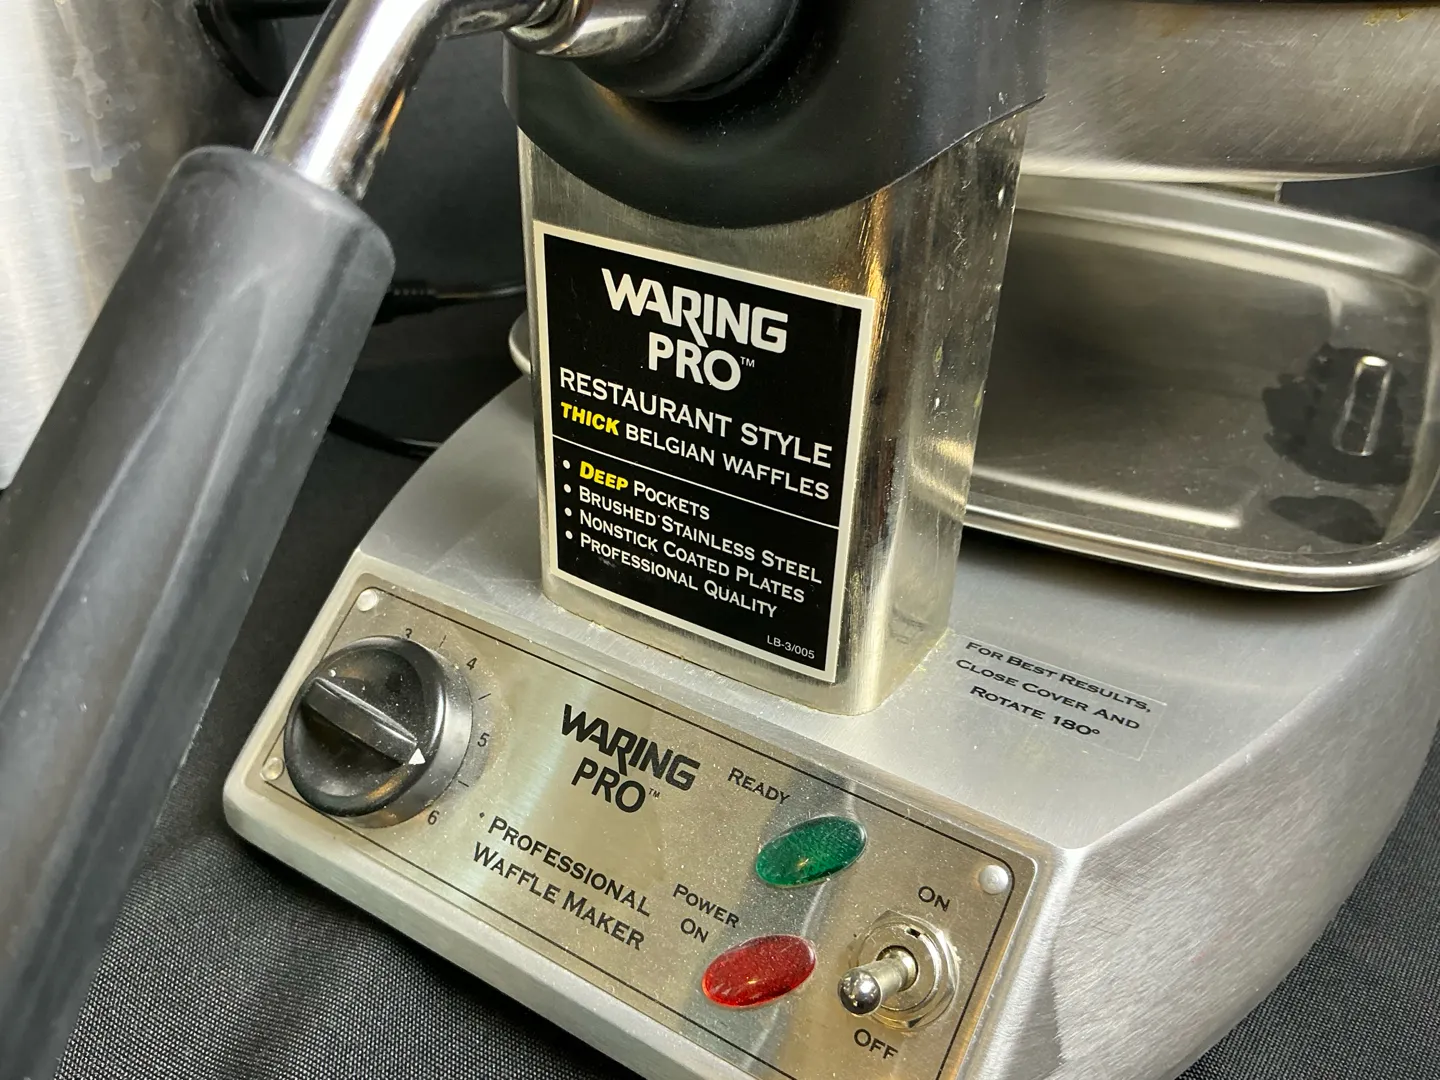 WARING
PRO™
RESTAURANT STYLE
THICK BELGIAN WAFFLES
• DEEP POCKETS
• BRUSHED STAINLESS STEEL
• NONSTICK COATED PLATES
• PROFESSIONAL QUALITY
LB-3/005
FOR BEST RESULTS,
CLOSE COVER AND
ROTATE 180°
3
4
5
6
WARING
PRO™
PROFESSIONAL
WAFFLE MAKER
READY
POWER
ON
ON
OFF